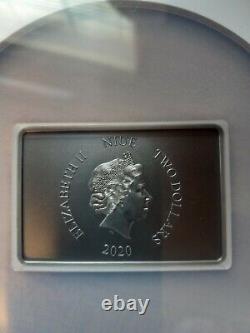 ELIZABETH II NIUE TWO DOLLARS
2020